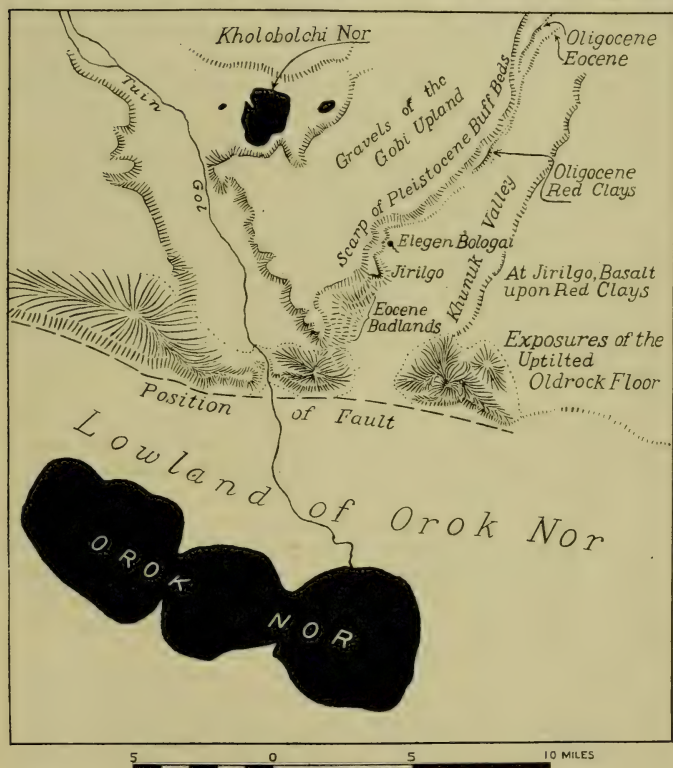 Kholobolchi Nor
Oligocene
Eocene
Tuin
Gol
Gravels of the
Gobi Upland
Scarp of Pleistocene Buff Beds
Oligocene
Red Clays
Khunuk Valley
Elegen Bologai
Jirilgo
At Jirilgo, Basalt
upon Red Clays
Eocene
Badlands
Exposures of the
Uptilted
Oldrock Floor
Position of Fault
Lowland of Orok Nor
OROK NOR
5 0 5 10 MILES